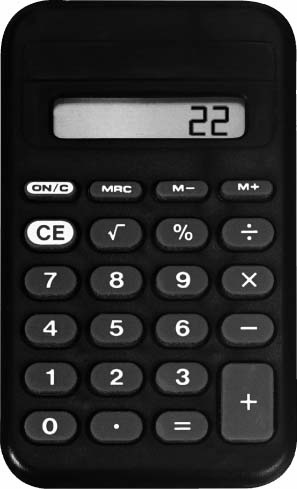 22
ON/C MRC M− M+
CE √ % ÷
7 8 9 ×
4 5 6 −
1 2 3
+
0 · =